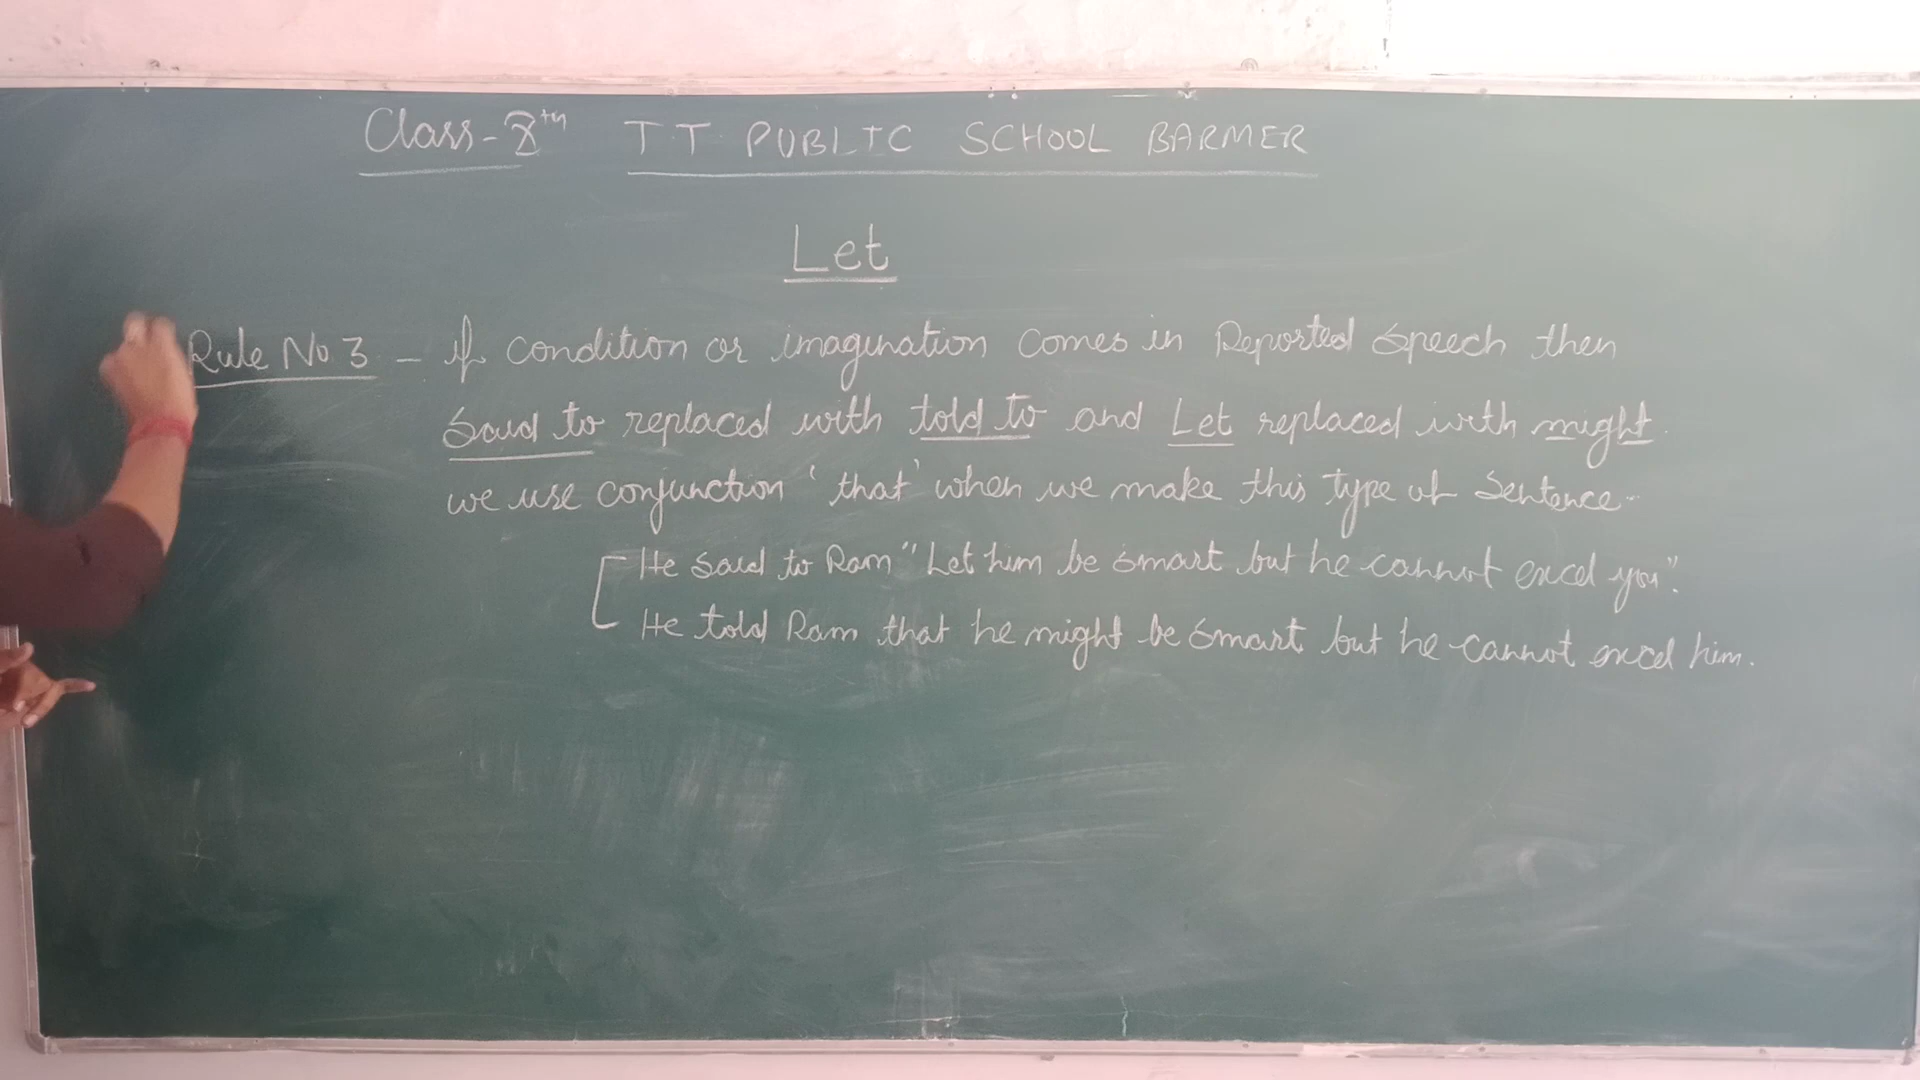 Class-8th T.T. PUBLIC SCHOOL BARMER
Let
Rule No 3 - if condition or imagination comes in Reported speech then
Said to replaced with told to and Let replaced with might.
we use conjunction 'that' when we make this type of Sentence.
He said to Ram "Let him be smart but he cannot excel you".
He told Ram that he might be smart but he cannot excel him.